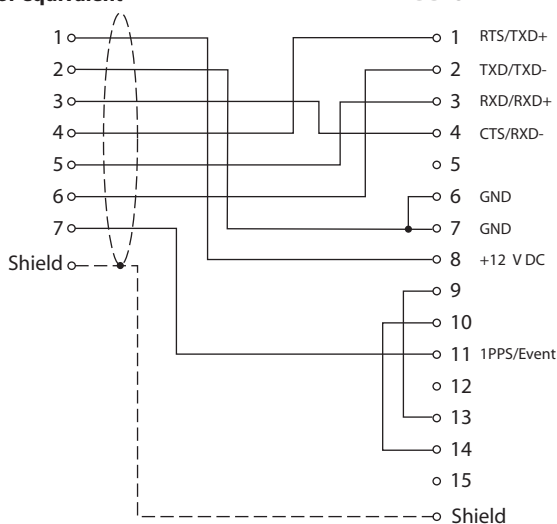 or equivalent
1 1 RTS/TXD+
2 2 TXD/TXD-
3 3 RXD/RXD+
4 4 CTS/RXD-
5 5
6 6 GND
7 7 GND
Shield 8 +12 V DC
9
10
11 1PPS/Event
12
13
14
15
Shield